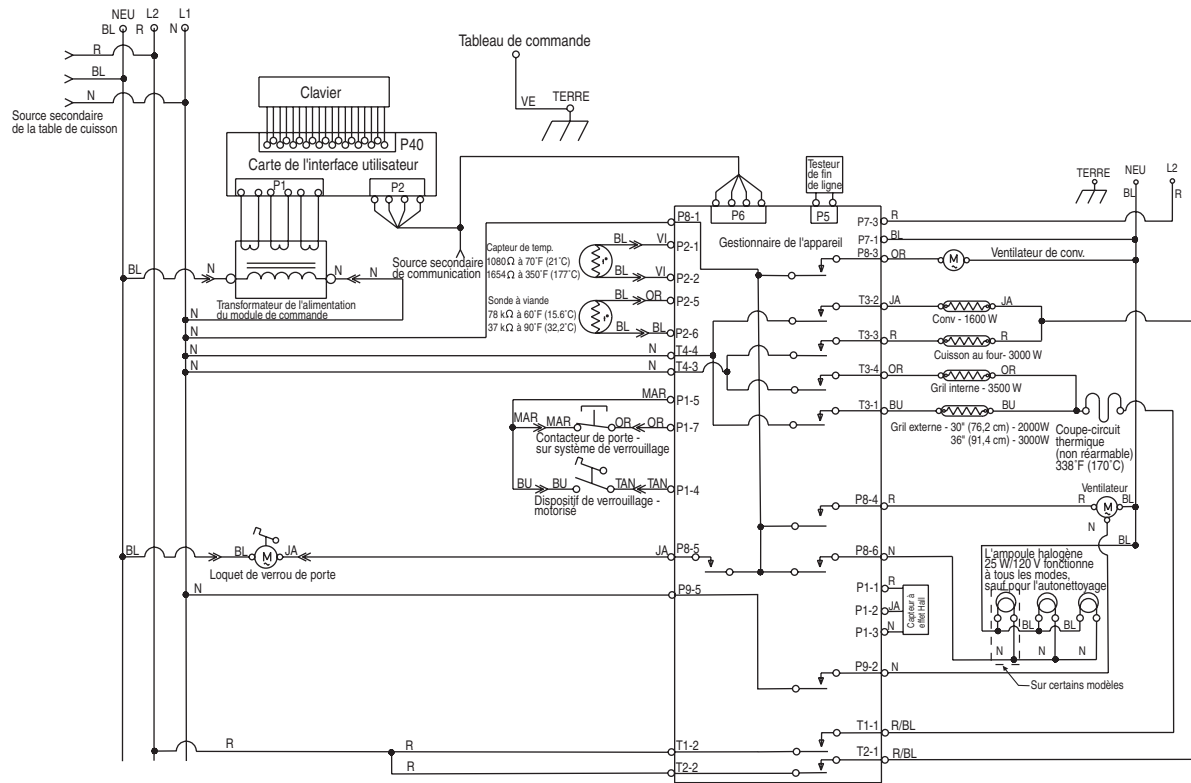 NEU L2 L1
BL R N
R
BL
N
Source secondaire
de la table de cuisson
Clavier
P40
Carte de l'interface utilisateur
P1
P2
Tableau de commande
VE
TERRE
Testeur
de fin
de ligne
P6
P5
TERRE
NEU
L2
BL
R
BL
N
N
Transformateur de l'alimentation
du module de commande
Source secondaire
de communication
Capteur de temp.
1080Ω à 70˚F (21˚C)
1654Ω à 350˚F (177˚C)
BL VI
BL VI
Sonde à viande
78 kΩ à 60˚F (15.6˚C)
37 kΩ à 90˚F (32,2˚C)
BL OR
BL BL
N
N
N N
N N
P8-1
P2-1
P2-2
P2-5
P2-6
T4-4
T4-3
P1-5
P1-7
P1-4
P8-5
P9-5
T1-2
T2-2
Gestionnaire de l'appareil
P7-3 R
P7-1 BL
P8-3 OR
M
Ventilateur de conv.
T3-2 JA JA
Conv - 1600 W
T3-3 R R
Cuisson au four- 3000 W
T3-4 OR OR
Gril interne - 3500 W
T3-1 BU BU
Gril externe - 30" (76,2 cm) - 2000W
36" (91,4 cm) - 3000W
Coupe-circuit
thermique
(non réarmable)
338˚F (170˚C)
MAR
MAR MAR OR OR
Contacteur de porte -
sur système de verrouillage
BU BU TAN TAN
Dispositif de verrouillage -
motorisé
Ventilateur
P8-4 R R M BL
N
BL
BL BL M JA JA
Loquet de verrou de porte
P8-6 N
L'ampoule halogène
25 W/120 V fonctionne
à tous les modes,
sauf pour l'autonettoyage
N
P1-1 R
P1-2 JA
P1-3 N
Capteur à
effet Hall
BL BL
N N N
P9-2 N
Sur certains modèles
T1-1 R/BL
T2-1 R/BL
R R
R